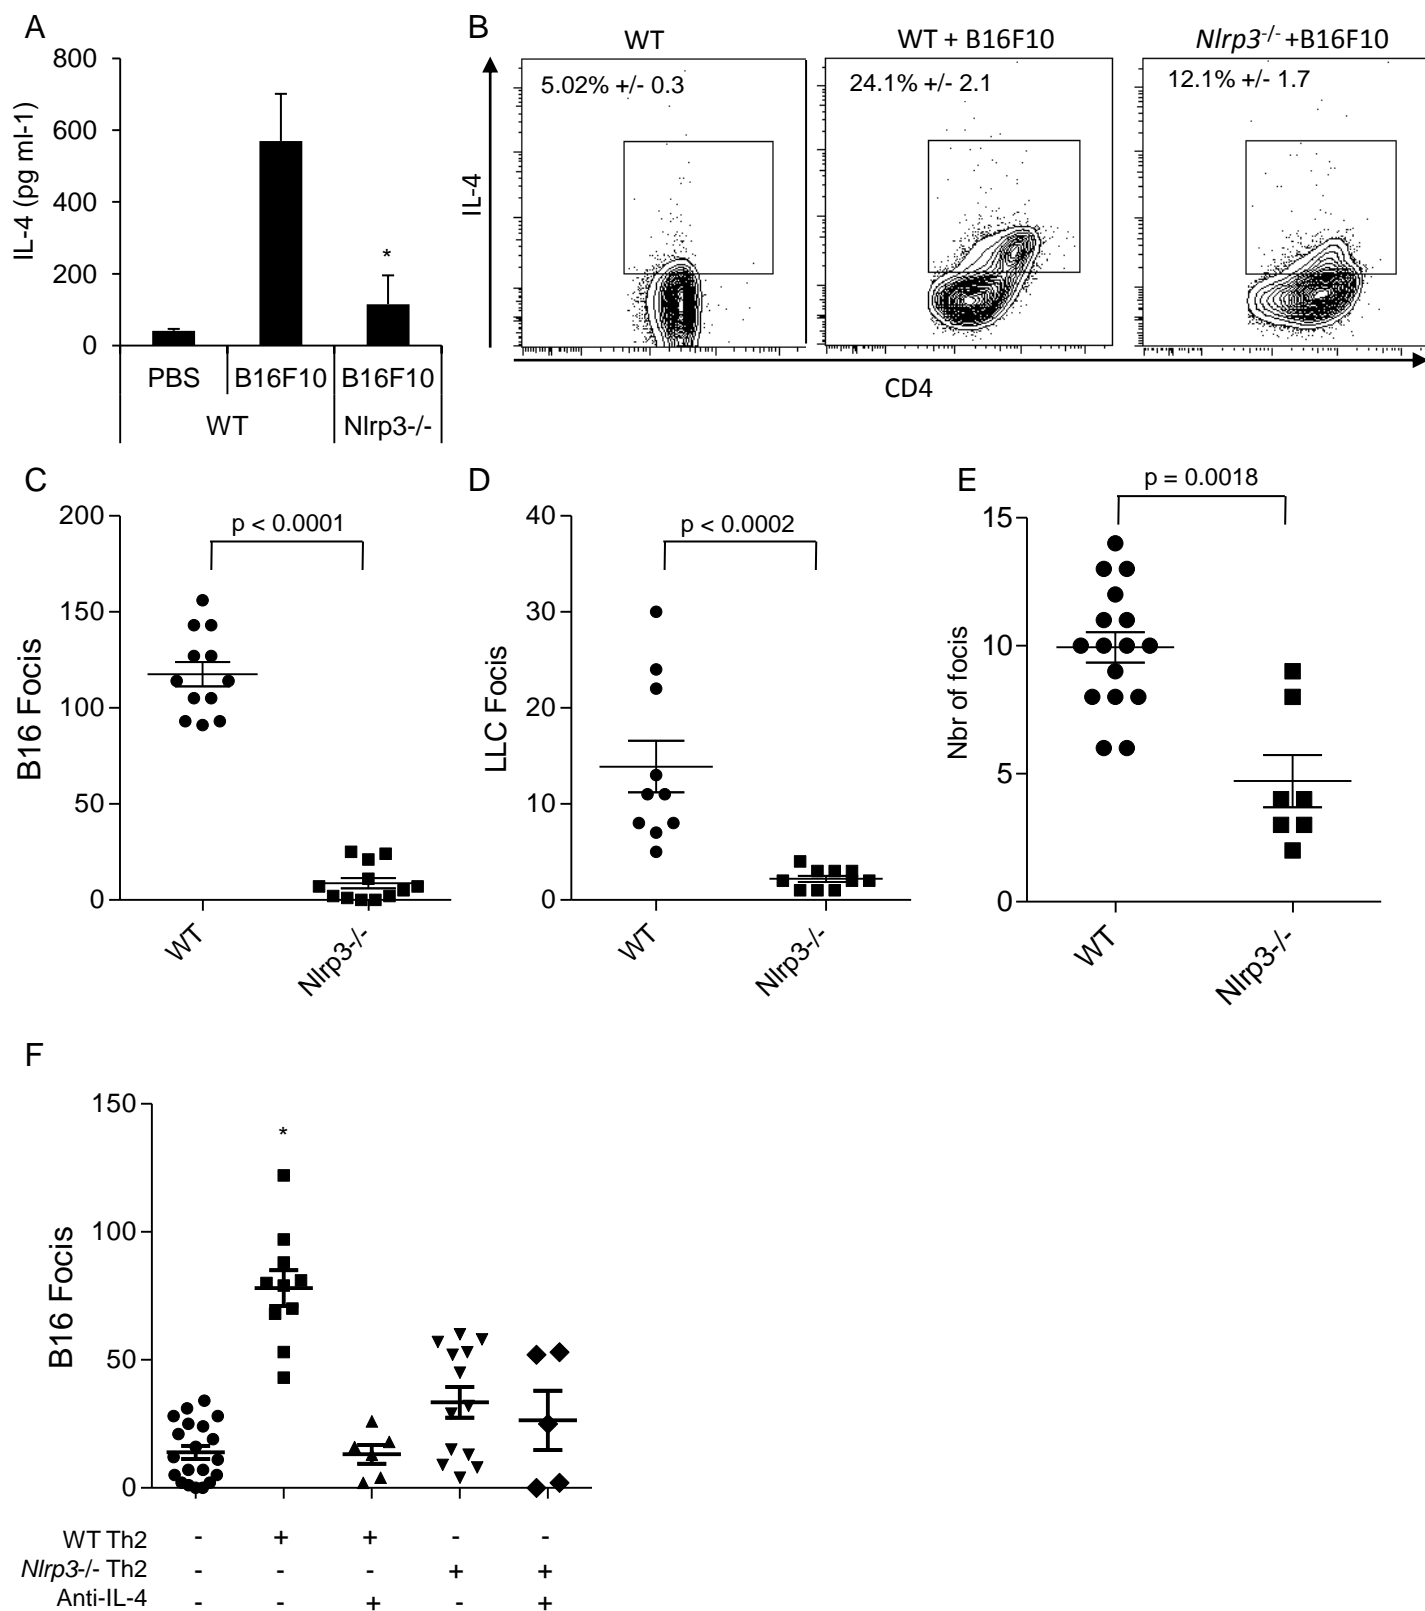 A
IL-4 (pg ml-1)
800
600
400
200
0
*
PBS B16F10 B16F10
WT Nlrp3-/-
B
WT WT + B16F10 Nlrp3-/- +B16F10
5.02% +/- 0.3 24.1% +/- 2.1 12.1% +/- 1.7
IL-4
CD4
C
B16 Focis
200
150
100
50
0
p < 0.0001
WT Nlrp3-/-
D
LLC Focis
40
30
20
10
0
p < 0.0002
WT Nlrp3-/-
E
Nbr of focis
15
10
5
0
p = 0.0018
WT Nlrp3-/-
F
B16 Focis
150
100
50
0
*
WT Th2 - + + - -
Nlrp3-/- Th2 - - - + +
Anti-IL-4 - - + - +